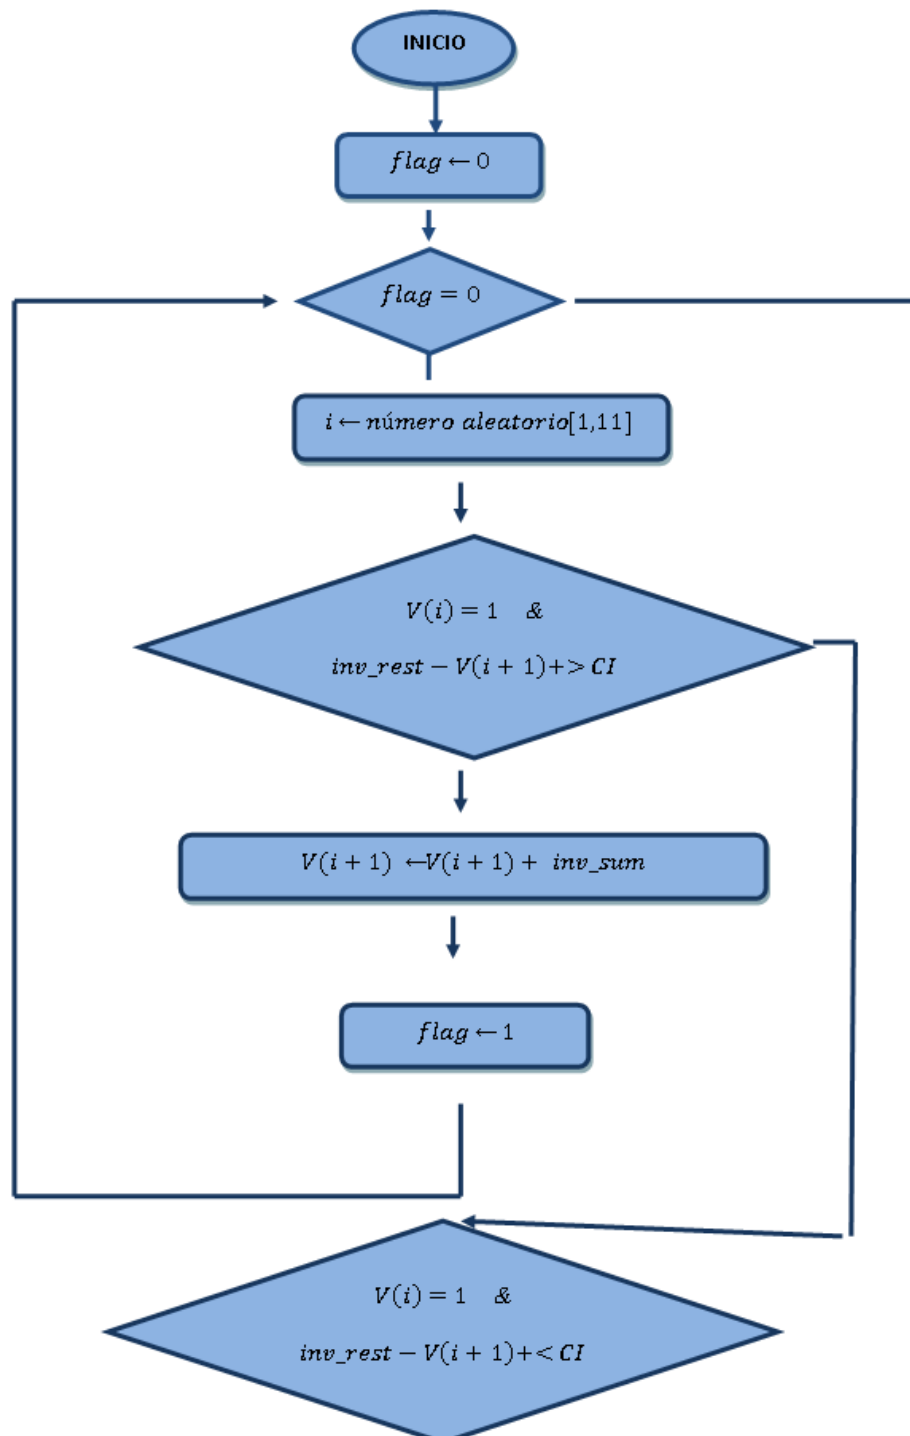 INICIO
flag ← 0
flag = 0
i ← número aleatorio[1,11]
V(i) = 1 &
inv_rest − V(i + 1)+> CI
V(i + 1) ←V(i + 1) + inv_sum
flag ← 1
V(i) = 1 &
inv_rest − V(i + 1)+< CI